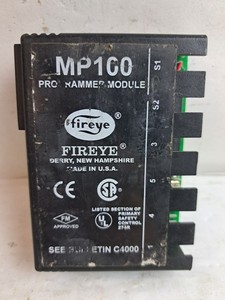 MP100
PROGRAMMER MODULE
fireye
FIREYE
DERRY, NEW HAMPSHIRE
MADE IN U.S.A.
FM
APPROVED
LISTED SECTION OF
PRIMARY
SAFETY
CONTROL
SEE BULLETIN C4000
S1
S2
3
5
4
1